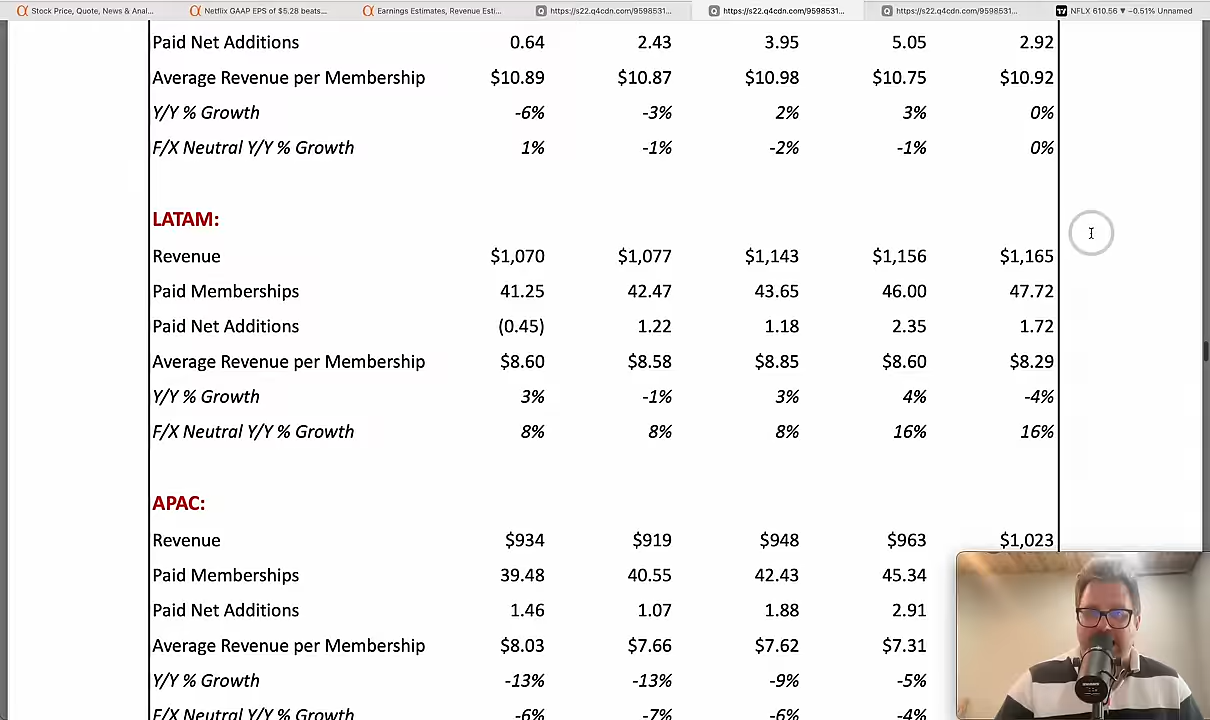 Stock Price, Quote, News & Anal... Netflix GAAP EPS of $5.28 beats... Earnings Estimates, Revenue Esti... https://s22.q4cdn.com/9598531... https://s22.q4cdn.com/9598531... https://s22.q4cdn.com/9598531... NFLX 610.56 ▼ −0.51% Unnamed
Paid Net Additions 0.64 2.43 3.95 5.05 2.92
Average Revenue per Membership $10.89 $10.87 $10.98 $10.75 $10.92
Y/Y % Growth -6% -3% 2% 3% 0%
F/X Neutral Y/Y % Growth 1% -1% -2% -1% 0%
LATAM:
Revenue $1,070 $1,077 $1,143 $1,156 $1,165
Paid Memberships 41.25 42.47 43.65 46.00 47.72
Paid Net Additions (0.45) 1.22 1.18 2.35 1.72
Average Revenue per Membership $8.60 $8.58 $8.85 $8.60 $8.29
Y/Y % Growth 3% -1% 3% 4% -4%
F/X Neutral Y/Y % Growth 8% 8% 8% 16% 16%
APAC:
Revenue $934 $919 $948 $963 $1,023
Paid Memberships 39.48 40.55 42.43 45.34
Paid Net Additions 1.46 1.07 1.88 2.91
Average Revenue per Membership $8.03 $7.66 $7.62 $7.31
Y/Y % Growth -13% -13% -9% -5%
F/X Neutral Y/Y % Growth -6% -7% -6% -4%